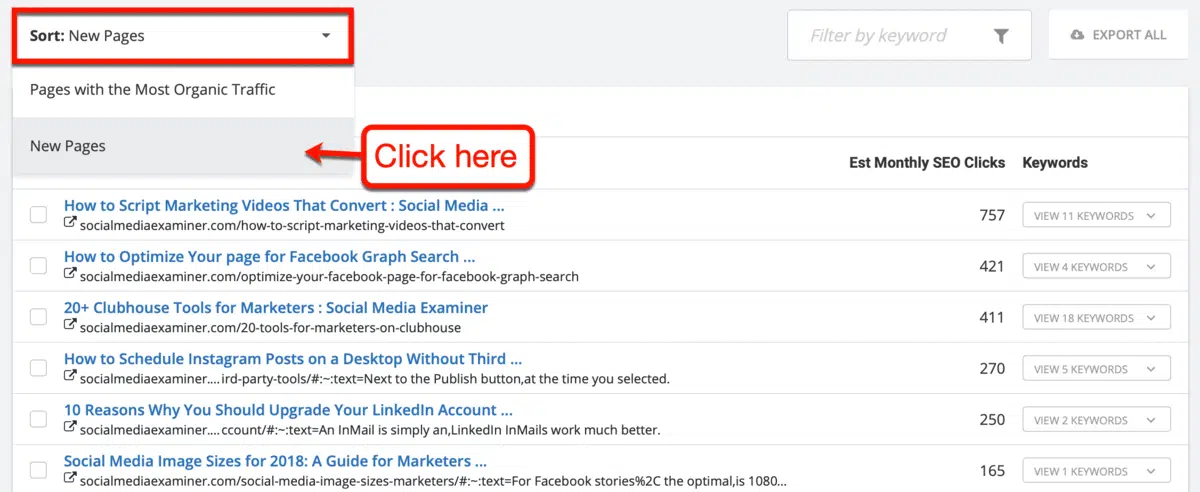 Sort: New Pages
Filter by keyword
EXPORT ALL
Pages with the Most Organic Traffic
New Pages
Click here
Est Monthly SEO Clicks Keywords
How to Script Marketing Videos That Convert : Social Media ...
socialmediaexaminer.com/how-to-script-marketing-videos-that-convert
757
VIEW 11 KEYWORDS
How to Optimize Your page for Facebook Graph Search ...
socialmediaexaminer.com/optimize-your-facebook-page-for-facebook-graph-search
421
VIEW 4 KEYWORDS
20+ Clubhouse Tools for Marketers : Social Media Examiner
socialmediaexaminer.com/20-tools-for-marketers-on-clubhouse
411
VIEW 18 KEYWORDS
How to Schedule Instagram Posts on a Desktop Without Third ...
socialmediaexaminer.... ird-party-tools/#:~:text=Next to the Publish button,at the time you selected.
270
VIEW 5 KEYWORDS
10 Reasons Why You Should Upgrade Your LinkedIn Account ...
socialmediaexaminer.... ccount/#:~:text=An InMail is simply an,LinkedIn InMails work much better.
250
VIEW 2 KEYWORDS
Social Media Image Sizes for 2018: A Guide for Marketers ...
socialmediaexaminer.com/social-media-image-sizes-marketers/#:~:text=For Facebook stories%2C the optimal,is 1080...
165
VIEW 1 KEYWORDS